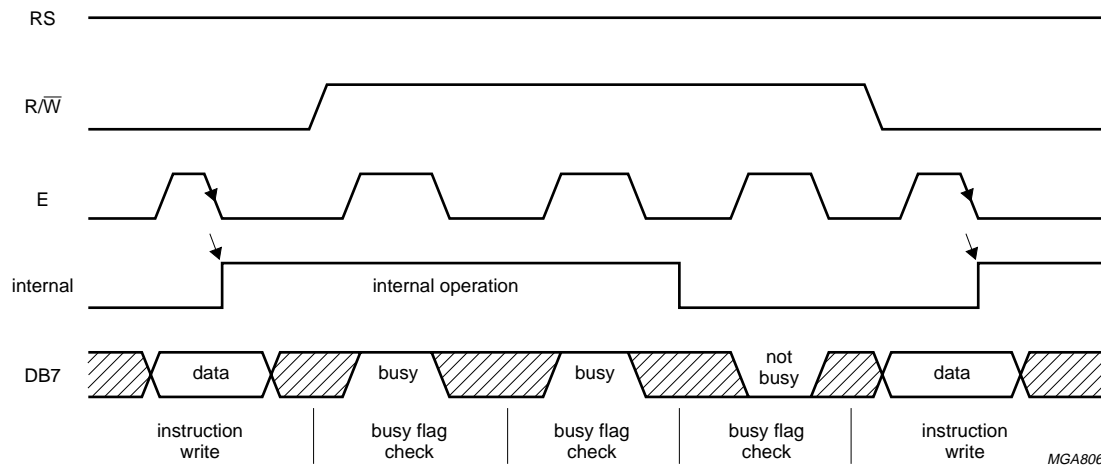 RS
R/W̅
E
internal
internal operation
DB7
data
busy
busy
not
busy
data
instruction
write
busy flag
check
busy flag
check
busy flag
check
instruction
write
MGA806